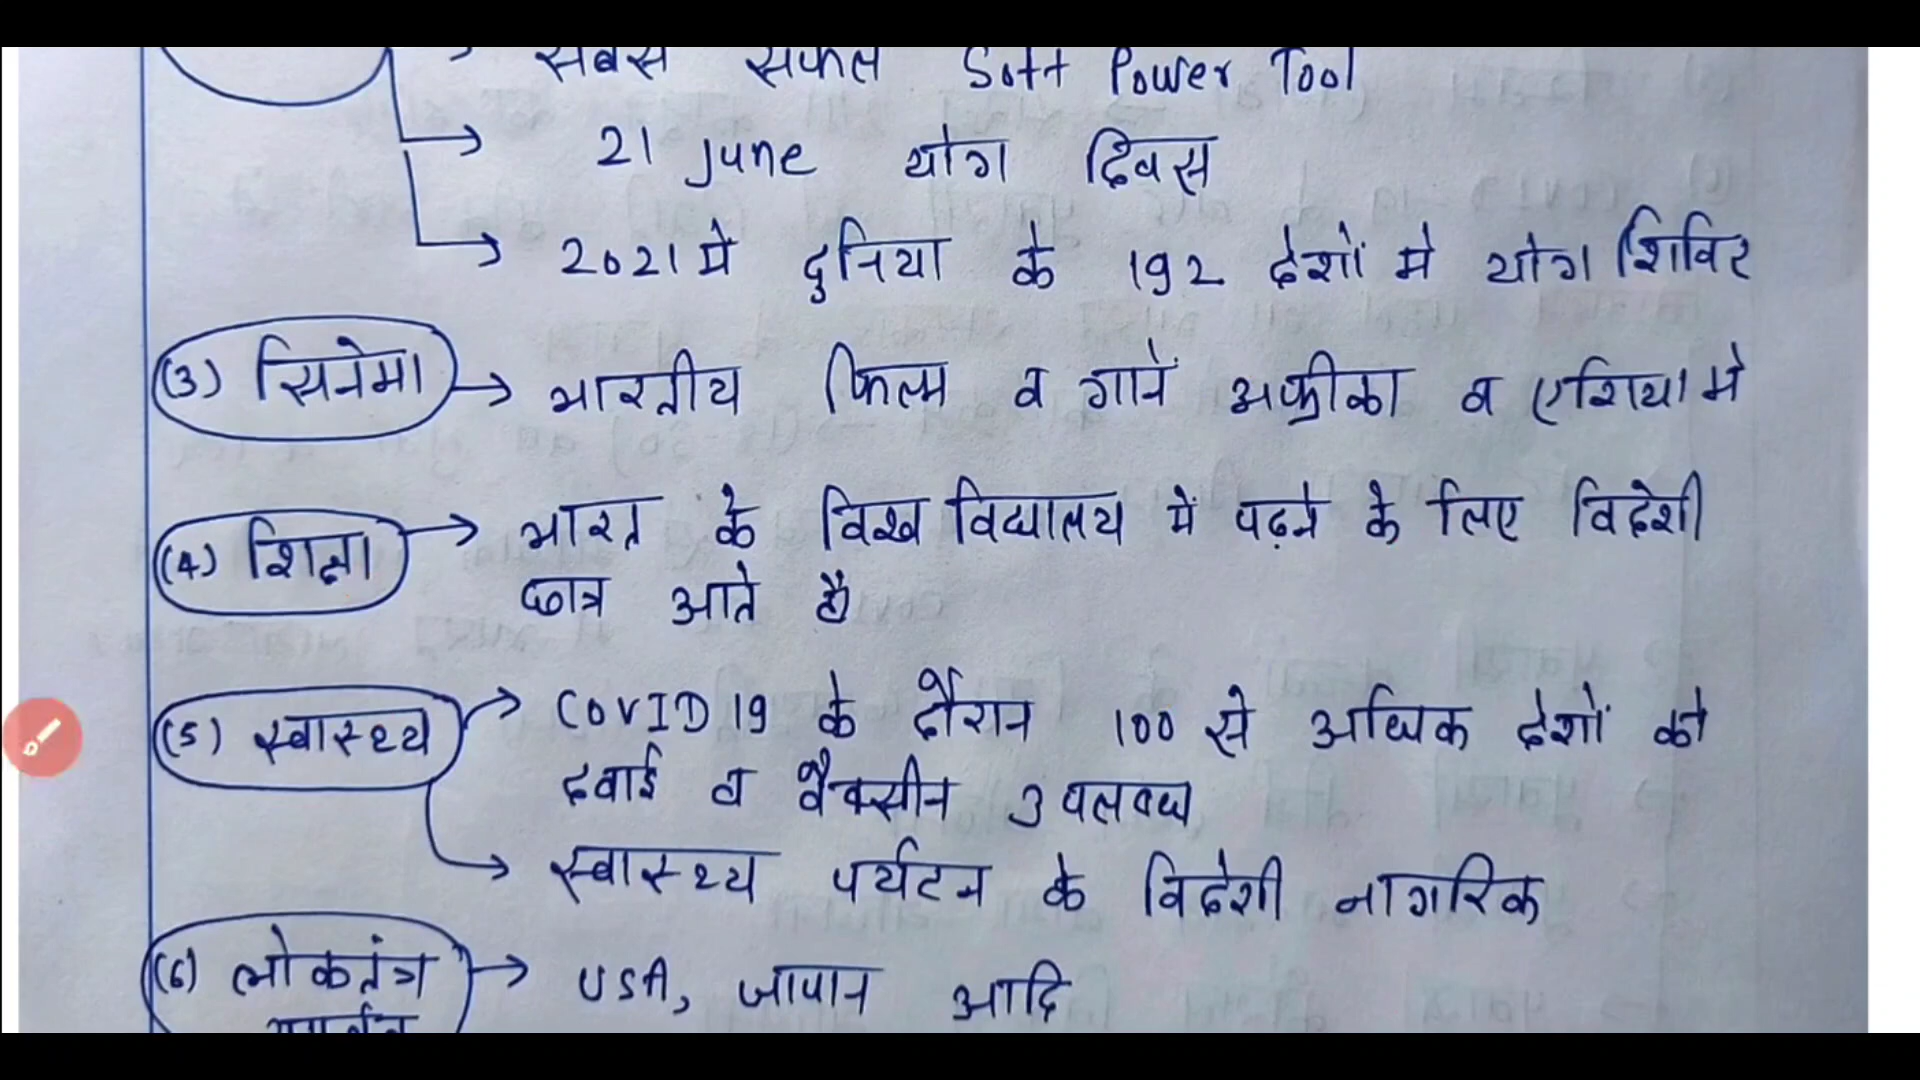 सबसे सफल Soft Power Tool
21 June योग दिवस
2021 मे दुनिया के 192 देशों मे योग शिविर
(3) सिनेमा → भारतीय फिल्म व गानें अफ्रीका व एशिया मे
(4) शिक्षा → भारत के विश्व विद्यालय में पढ़ने के लिए विदेशी
छात्र आते है
(5) स्वास्थ्य → COVID 19 के दौरान 100 से अधिक देशों को
दवाई व वैक्सीन उपलब्ध
स्वास्थ्य पर्यटन के विदेशी नागरिक
(6) लोकतंत्र → USA, जापान आदि